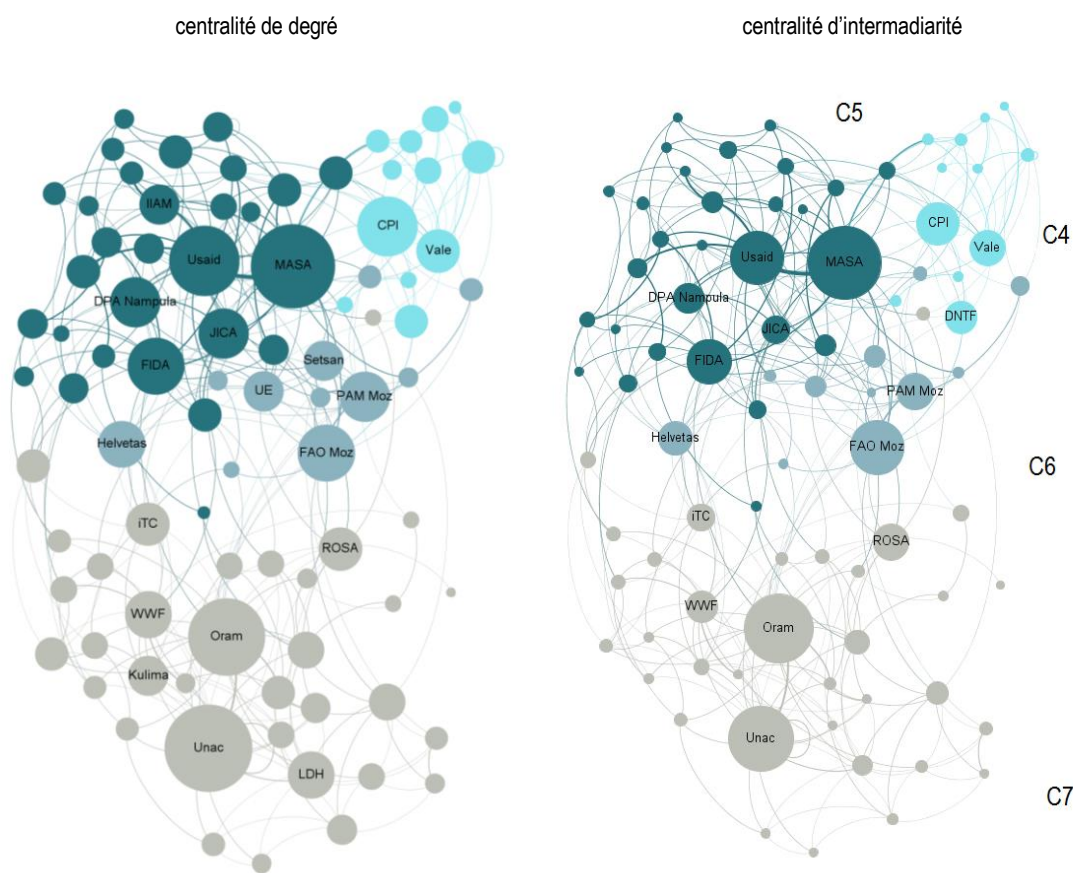 centralité de degré
centralité d'intermadiarité
IIAM
Usaid
MASA
CPI
Vale
DPA Nampula
JICA
FIDA
Setsan
UE
PAM Moz
Helvetas
FAO Moz
iTC
ROSA
WWF
Oram
Kulima
Unac
LDH
C5
C4
CPI
Vale
Usaid
MASA
DPA Nampula
DNTF
JICA
FIDA
PAM Moz
Helvetas
FAO Moz
C6
iTC
ROSA
WWF
Oram
Unac
C7